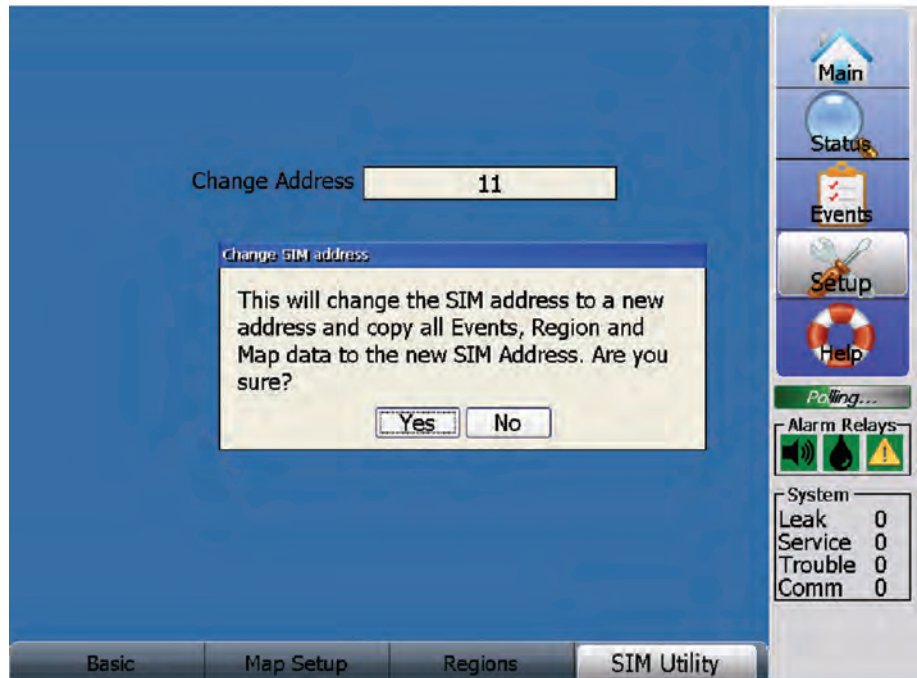 Main
Status
Change Address 11
Events
Change SIM address
This will change the SIM address to a new
address and copy all Events, Region and
Map data to the new SIM Address. Are you
sure?
Yes No
Setup
Help
Polling...
Alarm Relays
System
Leak 0
Service 0
Trouble 0
Comm 0
Basic Map Setup Regions SIM Utility